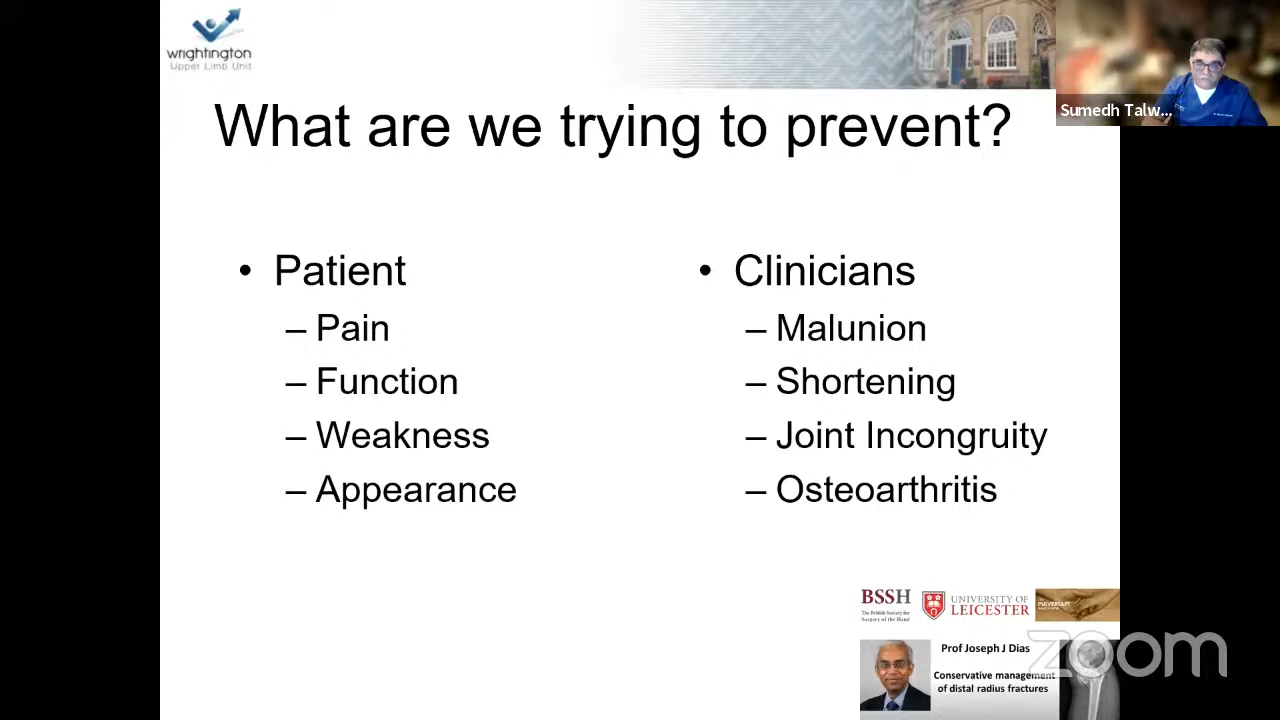 wrightington
Upper Limb Unit
Sumedh Talw...
What are we trying to prevent?
• Patient
– Pain
– Function
– Weakness
– Appearance
• Clinicians
– Malunion
– Shortening
– Joint Incongruity
– Osteoarthritis
BSSH
The British Society for
Surgery of the Hand
UNIVERSITY OF
LEICESTER
PULVERTAFT
Prof Joseph J Dias
Conservative management
of distal radius fractures
zoom